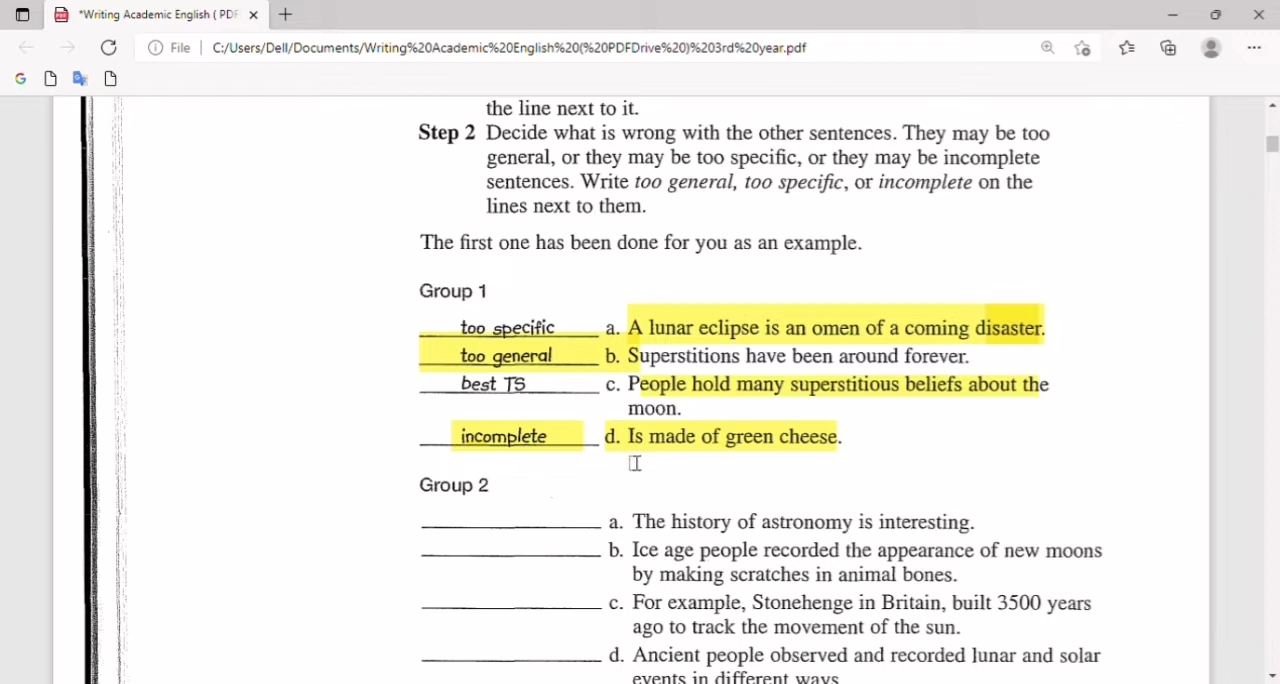 *Writing Academic English ( PDF
File
C:/Users/Dell/Documents/Writing%20Academic%20English%20(%20PDFDrive%20)%203rd%20year.pdf
the line next to it.
Step 2 Decide what is wrong with the other sentences. They may be too
general, or they may be too specific, or they may be incomplete
sentences. Write too general, too specific, or incomplete on the
lines next to them.
The first one has been done for you as an example.
Group 1
too specific a. A lunar eclipse is an omen of a coming disaster.
too general b. Superstitions have been around forever.
best TS c. People hold many superstitious beliefs about the
moon.
incomplete d. Is made of green cheese.
Group 2
a. The history of astronomy is interesting.
b. Ice age people recorded the appearance of new moons
by making scratches in animal bones.
c. For example, Stonehenge in Britain, built 3500 years
ago to track the movement of the sun.
d. Ancient people observed and recorded lunar and solar
events in different ways